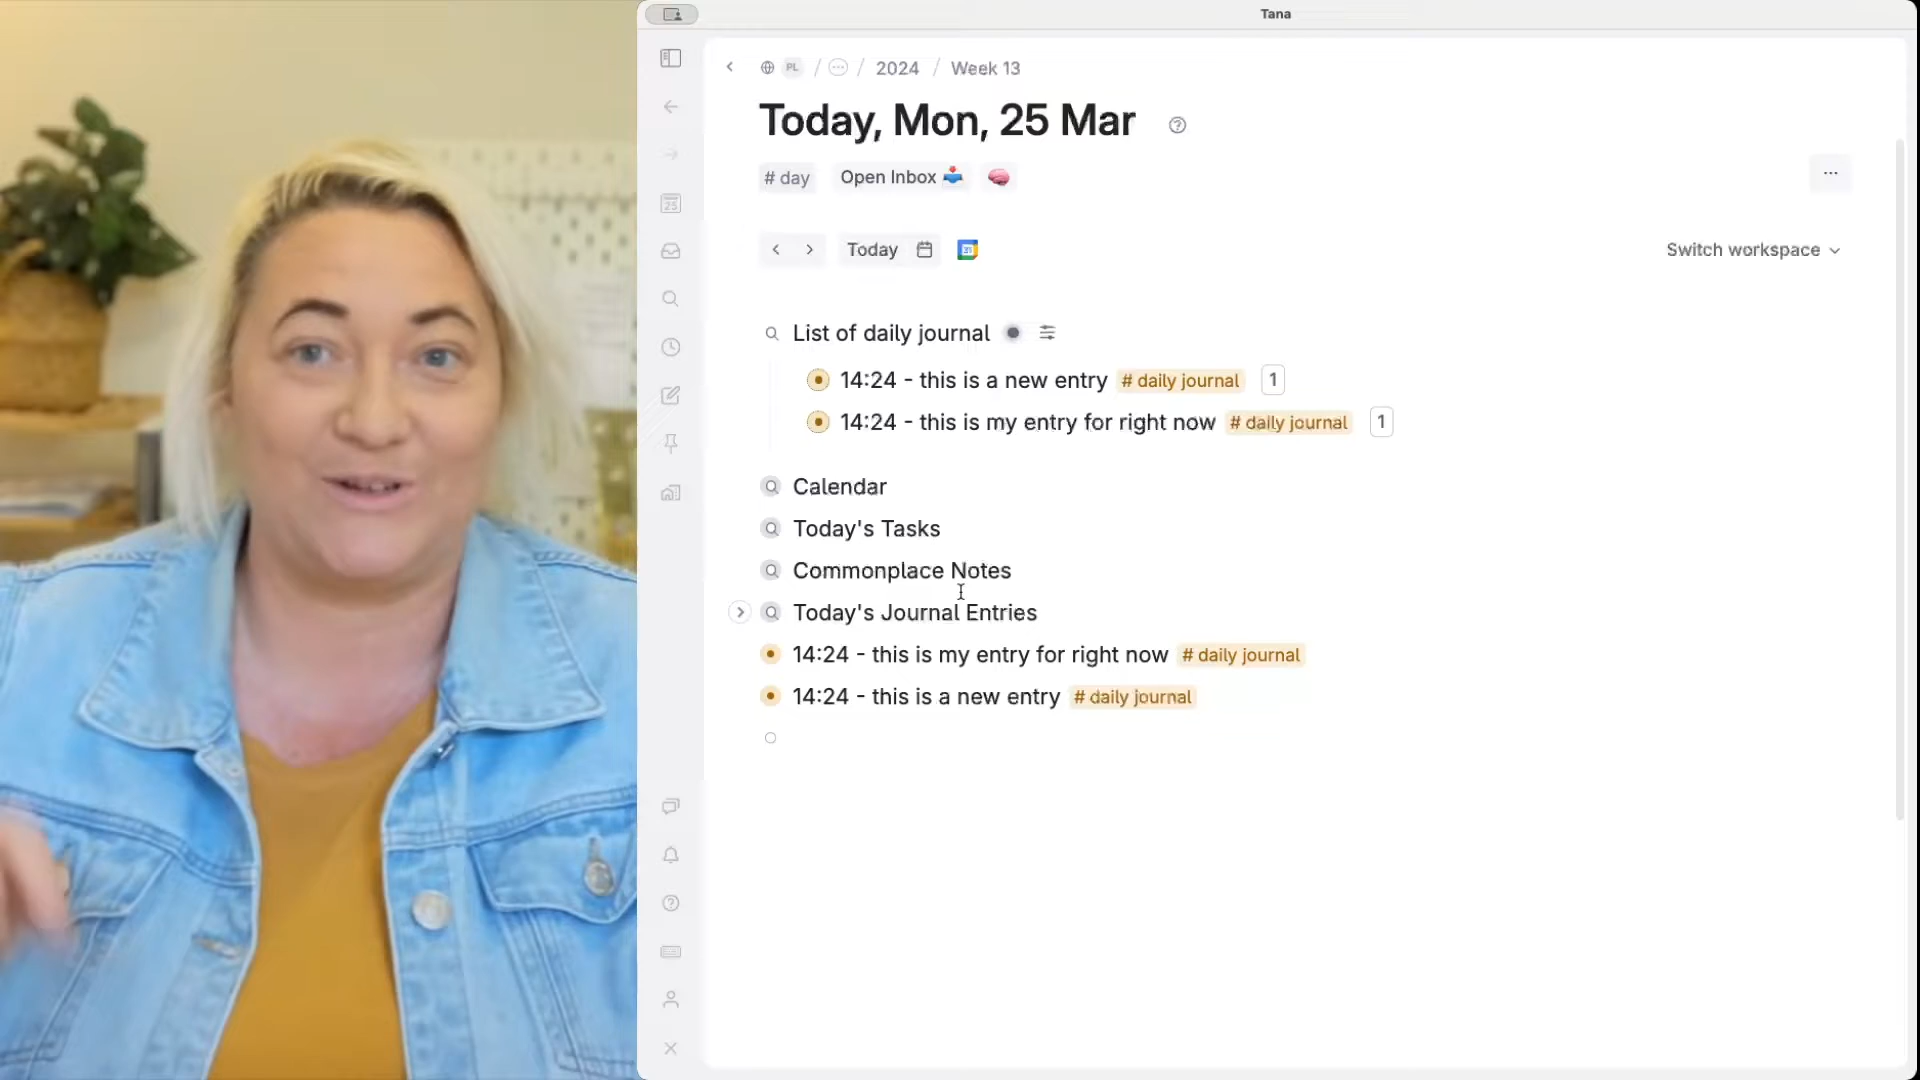 Tana
PL / / 2024 / Week 13
Today, Mon, 25 Mar
# day Open Inbox
Today
Switch workspace
List of daily journal
14:24 - this is a new entry # daily journal 1
14:24 - this is my entry for right now # daily journal 1
Calendar
Today's Tasks
Commonplace Notes
Today's Journal Entries
14:24 - this is my entry for right now # daily journal
14:24 - this is a new entry # daily journal
25